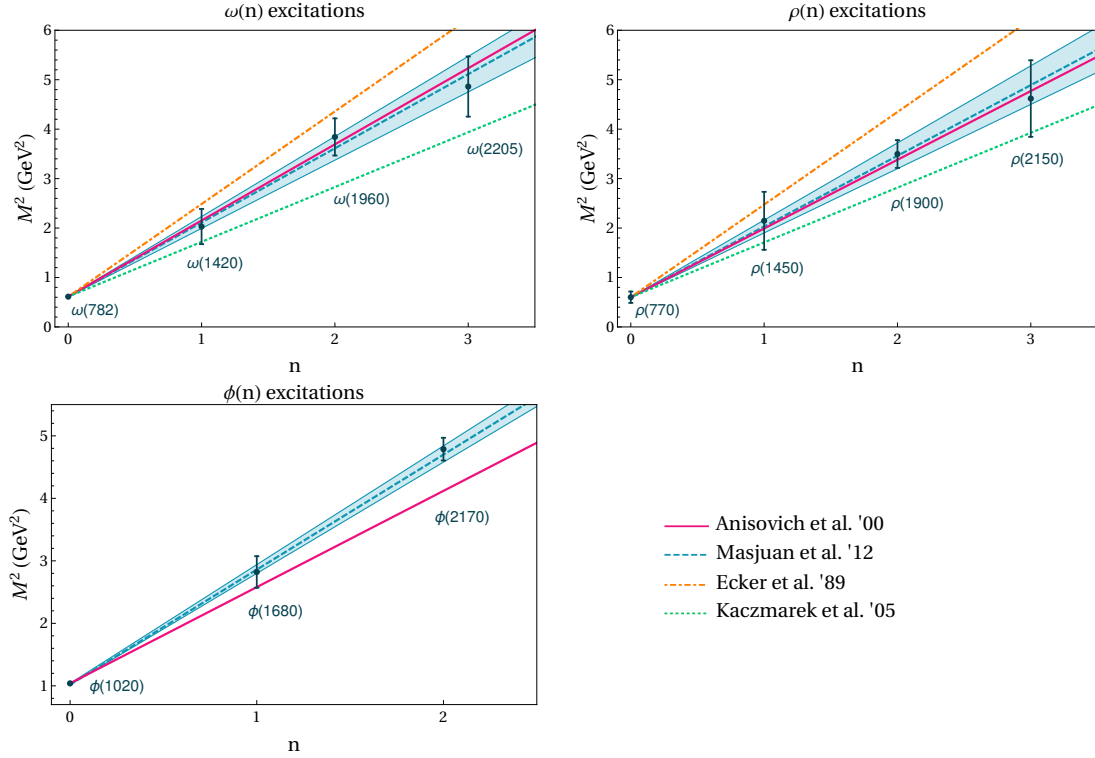 ω(n) excitations
M² (GeV²)
6
5
4
3
2
1
0
ω(782)
ω(1420)
ω(1960)
ω(2205)
0 1 2 3
n
ρ(n) excitations
M² (GeV²)
6
5
4
3
2
1
0
ρ(770)
ρ(1450)
ρ(1900)
ρ(2150)
0 1 2 3
n
ϕ(n) excitations
M² (GeV²)
5
4
3
2
1
ϕ(1020)
ϕ(1680)
ϕ(2170)
0 1 2
n
Anisovich et al. '00
Masjuan et al. '12
Ecker et al. '89
Kaczmarek et al. '05